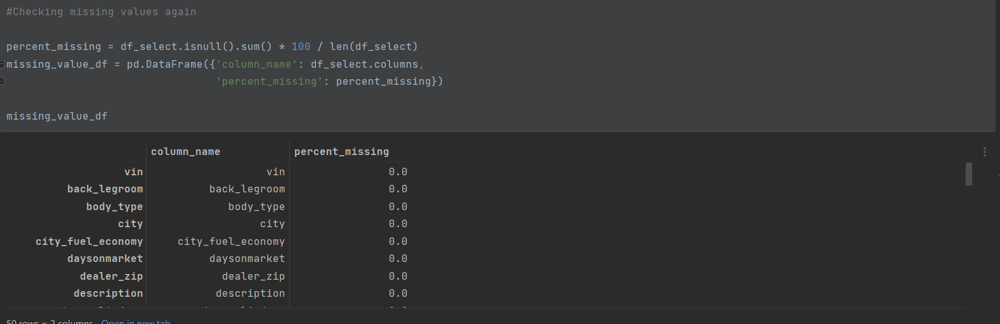 #Checking missing values again
percent_missing = df_select.isnull().sum() * 100 / len(df_select)
missing_value_df = pd.DataFrame({'column_name': df_select.columns,
'percent_missing': percent_missing})
missing_value_df
column_name percent_missing
vin vin 0.0
back_legroom back_legroom 0.0
body_type body_type 0.0
city city 0.0
city_fuel_economy city_fuel_economy 0.0
daysonmarket daysonmarket 0.0
dealer_zip dealer_zip 0.0
description description 0.0
50 rows × 2 columns Open in new tab